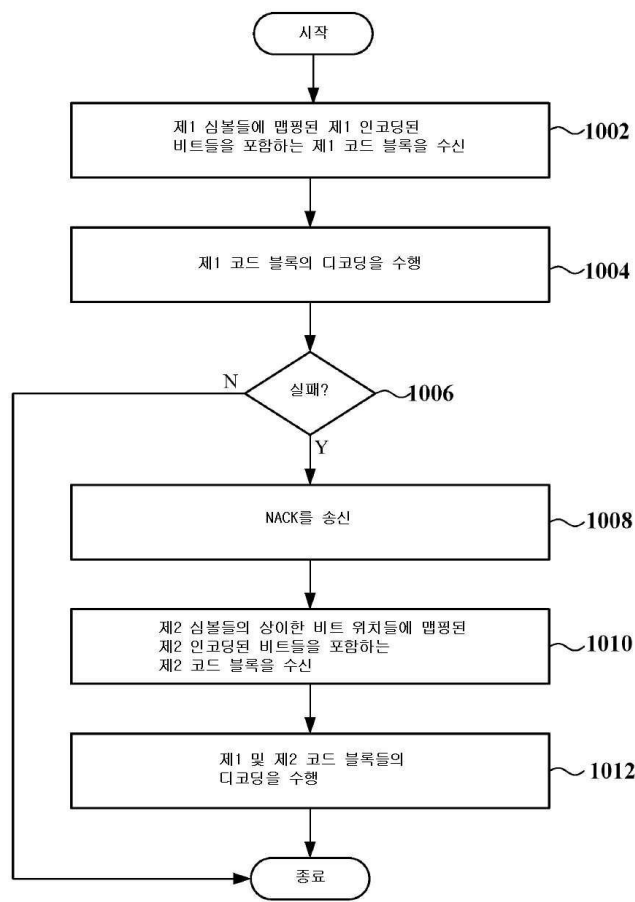 시작
제1 심볼들에 맵핑된 제1 인코딩된
비트들을 포함하는 제1 코드 블록을 수신
1002
제1 코드 블록의 디코딩을 수행
1004
N
실패?
1006
Y
NACK를 송신
1008
제2 심볼들의 상이한 비트 위치들에 맵핑된
제2 인코딩된 비트들을 포함하는
제2 코드 블록을 수신
1010
제1 및 제2 코드 블록들의
디코딩을 수행
1012
종료